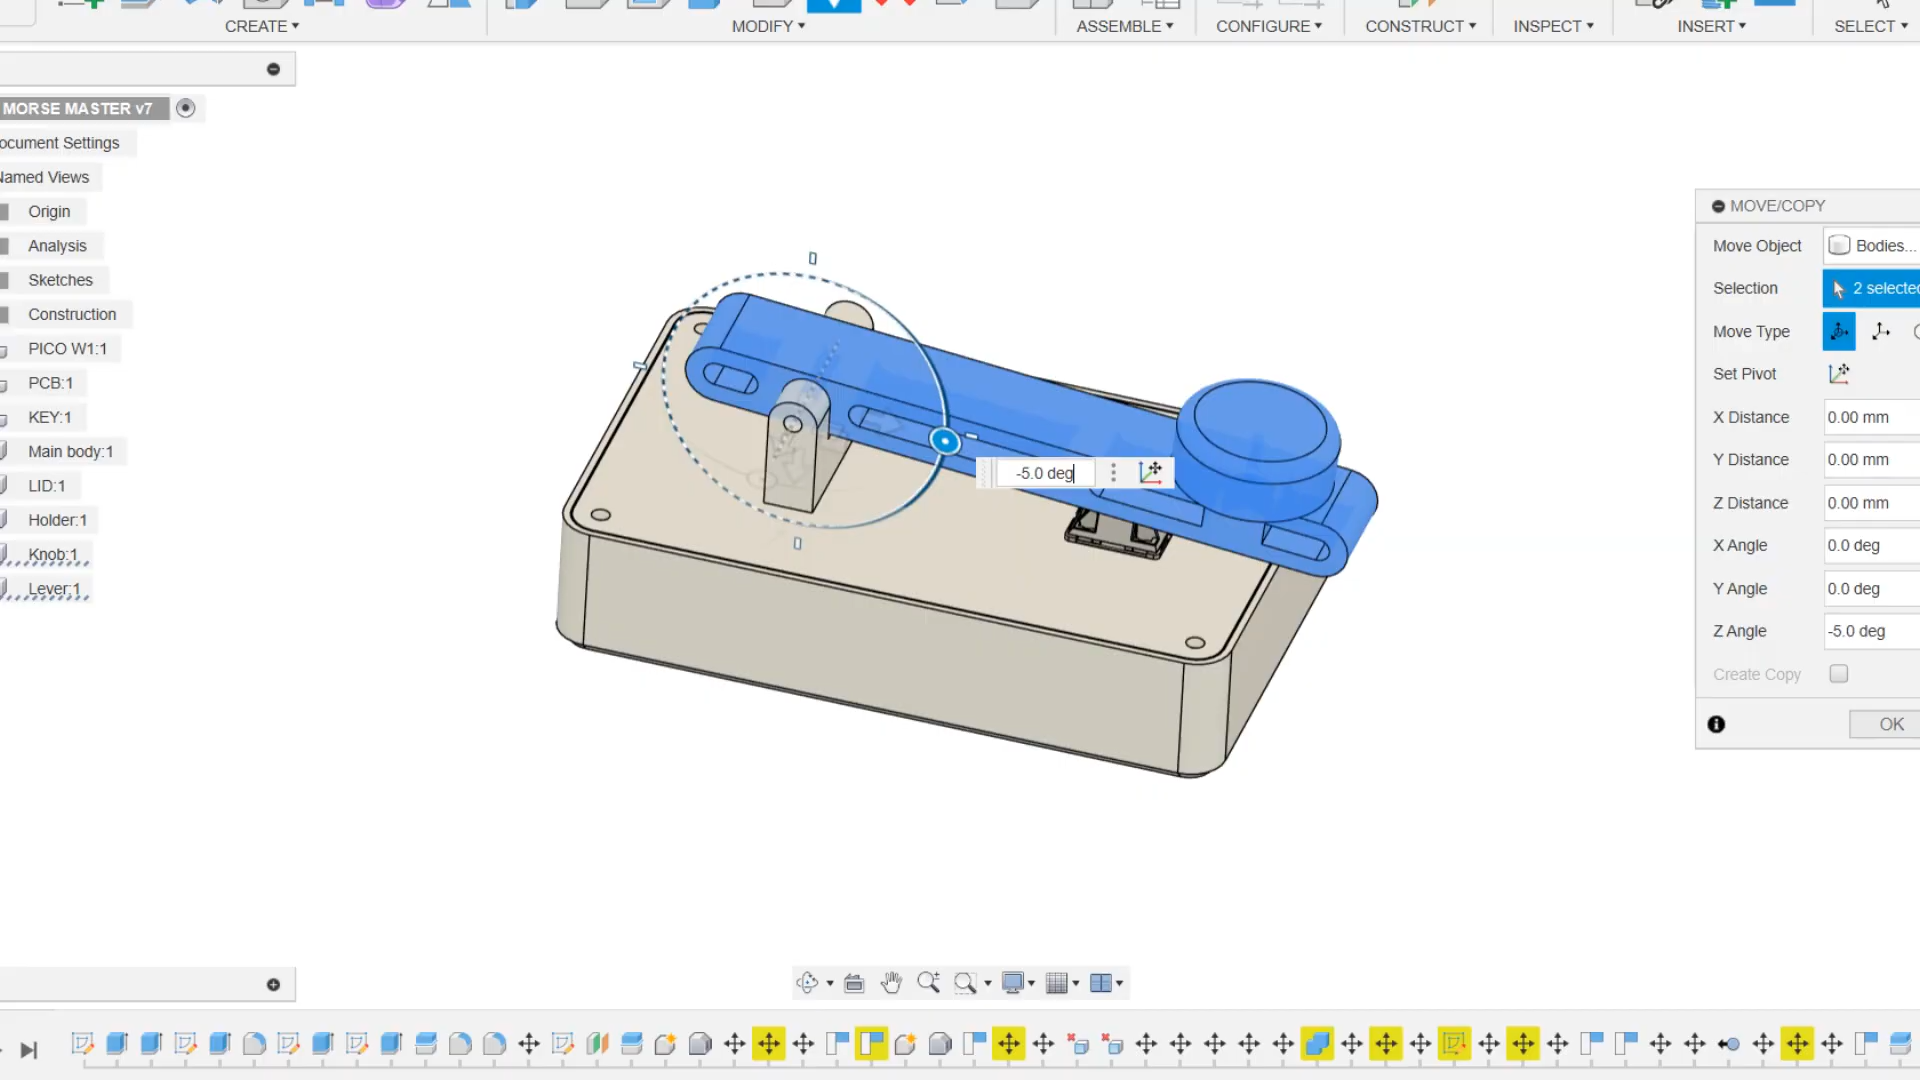 CREATE
MODIFY
ASSEMBLE
CONFIGURE
CONSTRUCT
INSPECT
INSERT
SELECT
MORSE MASTER v7
ocument Settings
Named Views
Origin
Analysis
Sketches
Construction
PICO W1:1
PCB:1
KEY:1
Main body:1
LID:1
Holder:1
Knob:1
Lever:1
-5.0 deg
MOVE/COPY
Move Object Bodies...
Selection 2 selected
Move Type
Set Pivot
X Distance 0.00 mm
Y Distance 0.00 mm
Z Distance 0.00 mm
X Angle 0.0 deg
Y Angle 0.0 deg
Z Angle -5.0 deg
Create Copy
OK